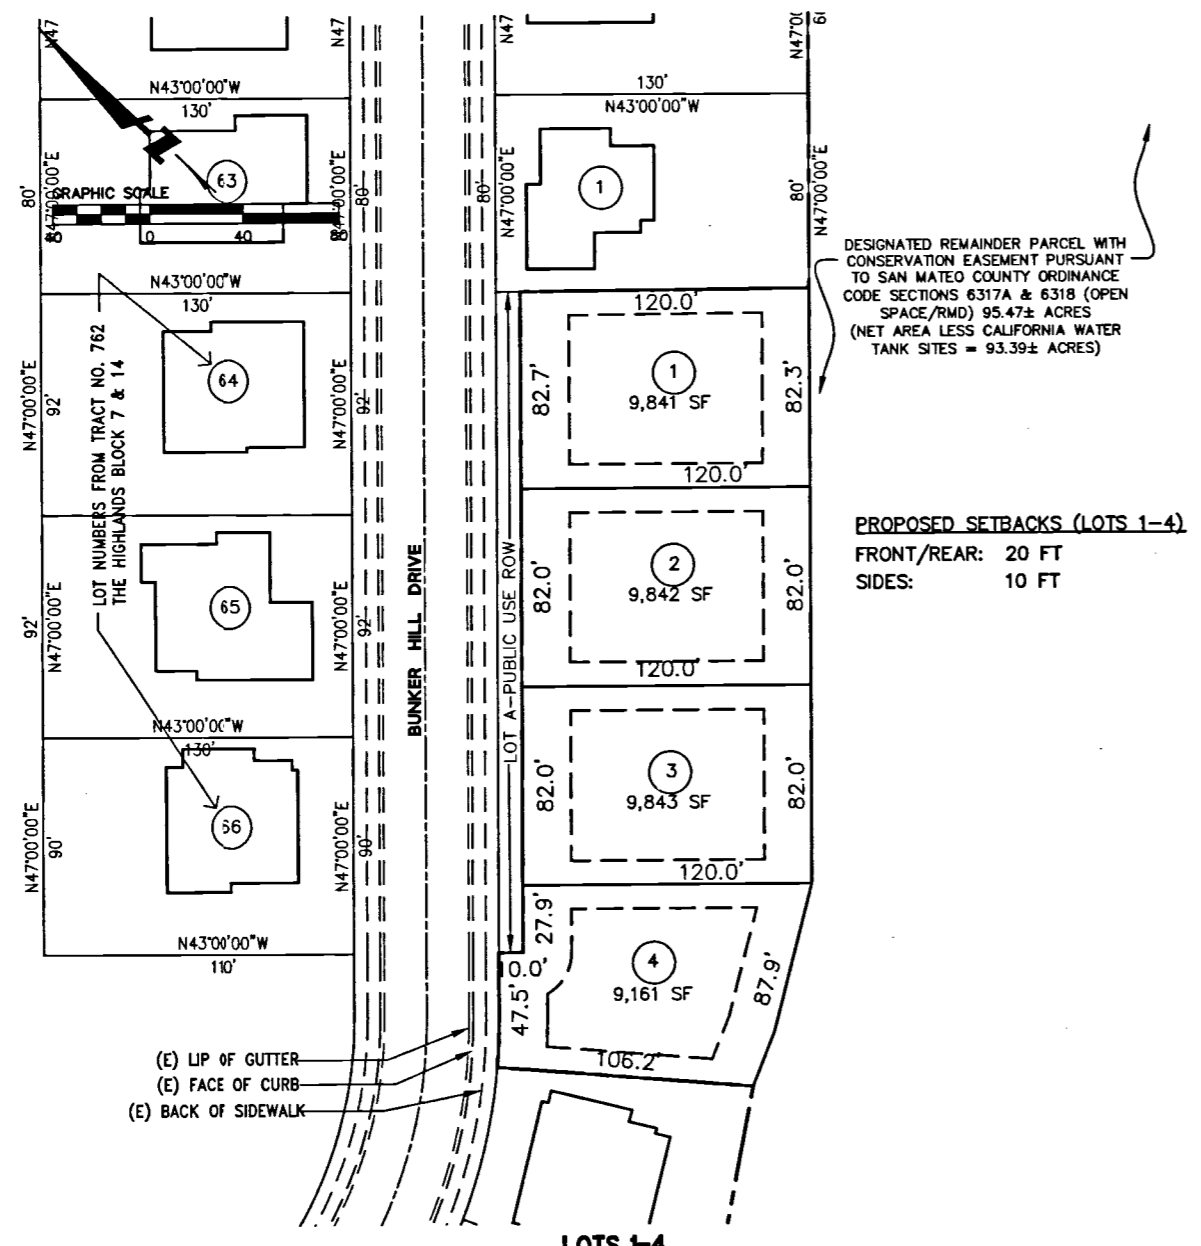 N47
N47
N47°0(
6(
N43°00'00"W
130'
130'
N43°00'00"W
63
1
80'
N47°00'00"E
GRAPHIC SCALE
N47°00'00"E
80'
80'
N47°00'00"E
80'
N47°00'00"E
0
40
80
N43°00'00"W
130'
DESIGNATED REMAINDER PARCEL WITH
CONSERVATION EASEMENT PURSUANT
TO SAN MATEO COUNTY ORDINANCE
CODE SECTIONS 6317A & 6318 (OPEN
SPACE/RMD) 95.47± ACRES
(NET AREA LESS CALIFORNIA WATER
TANK SITES = 93.39± ACRES)
LOT NUMBERS FROM TRACT NO. 762
THE HIGHLANDS BLOCK 7 & 14
N47°00'00"E
92'
64
N47°00'00"E
92'
120.0'
82.7'
1
9,841 SF
82.3'
120.0'
PROPOSED SETBACKS (LOTS 1-4)
FRONT/REAR: 20 FT
SIDES: 10 FT
BUNKER HILL DRIVE
LOT A-PUBLIC USE ROW
92'
N47°00'00"E
65
N47°00'00"E
92'
82.0'
2
9,842 SF
82.0'
120.0'
N43°00'00"W
130'
82.0'
3
9,843 SF
82.0'
120.0'
N47°00'00"E
90'
66
N47°00'00"E
90'
N43°00'00"W
110'
27.9'
10.0'
47.5'
4
9,161 SF
87.9'
106.2'
(E) LIP OF GUTTER
(E) FACE OF CURB
(E) BACK OF SIDEWALK
LOTS 1-4